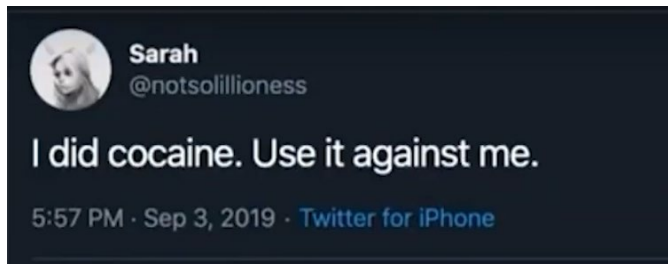 Sarah
@notsolillioness
I did cocaine. Use it against me.
5:57 PM · Sep 3, 2019 · Twitter for iPhone